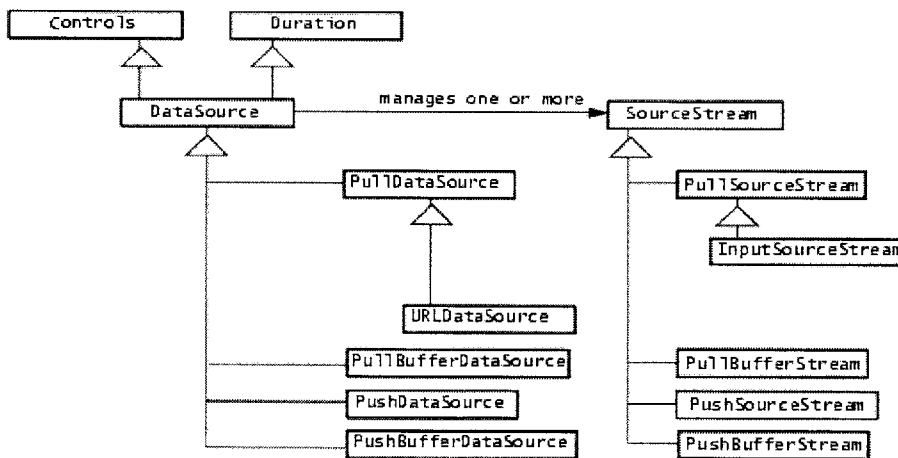 Controls
Duration
manages one or more
DataSource
SourceStream
PullDataSource
PullSourceStream
InputSourceStream
URLDataSource
PullBufferDataSource
PullBufferStream
PushDataSource
PushSourceStream
PushBufferDataSource
PushBufferStream